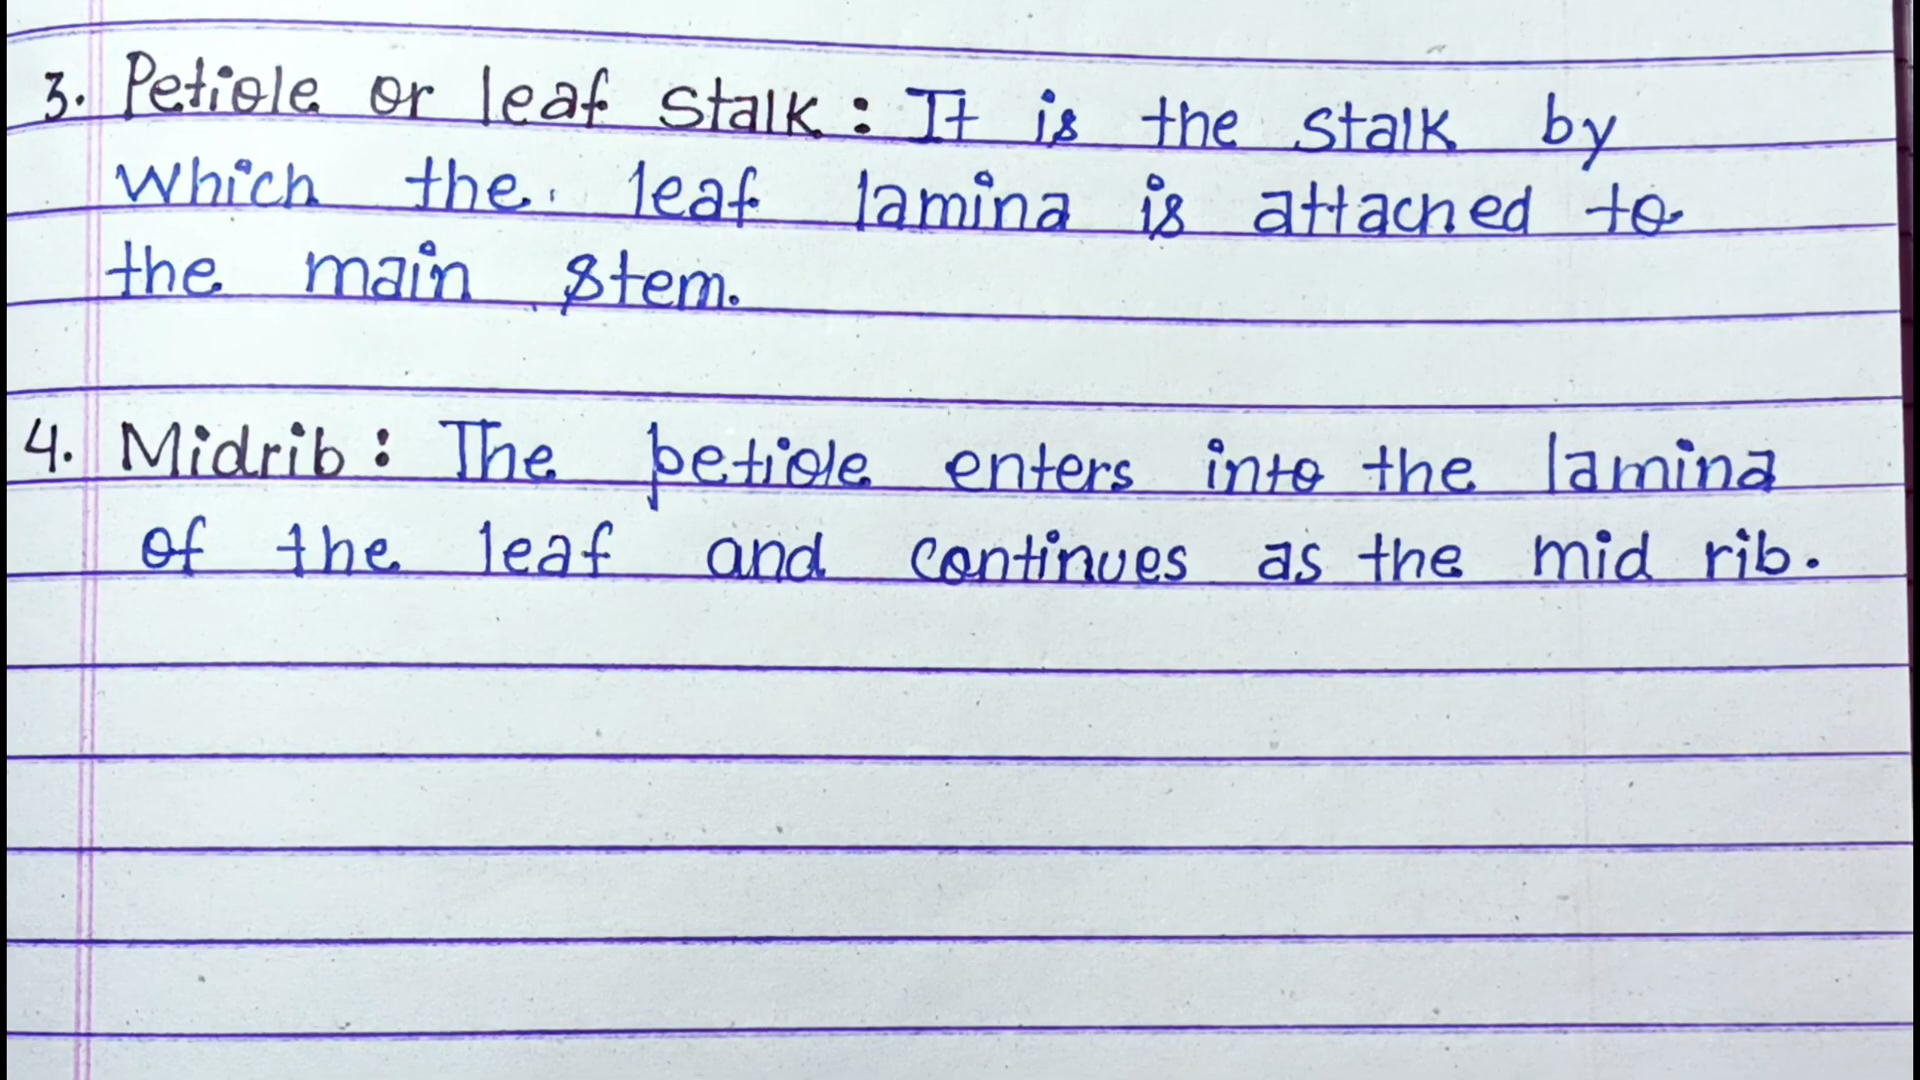 3. Petiole or leaf stalk : It is the stalk by
which the leaf lamina is attached to
the main stem.
4. Midrib : The petiole enters into the lamina
of the leaf and continues as the mid rib.